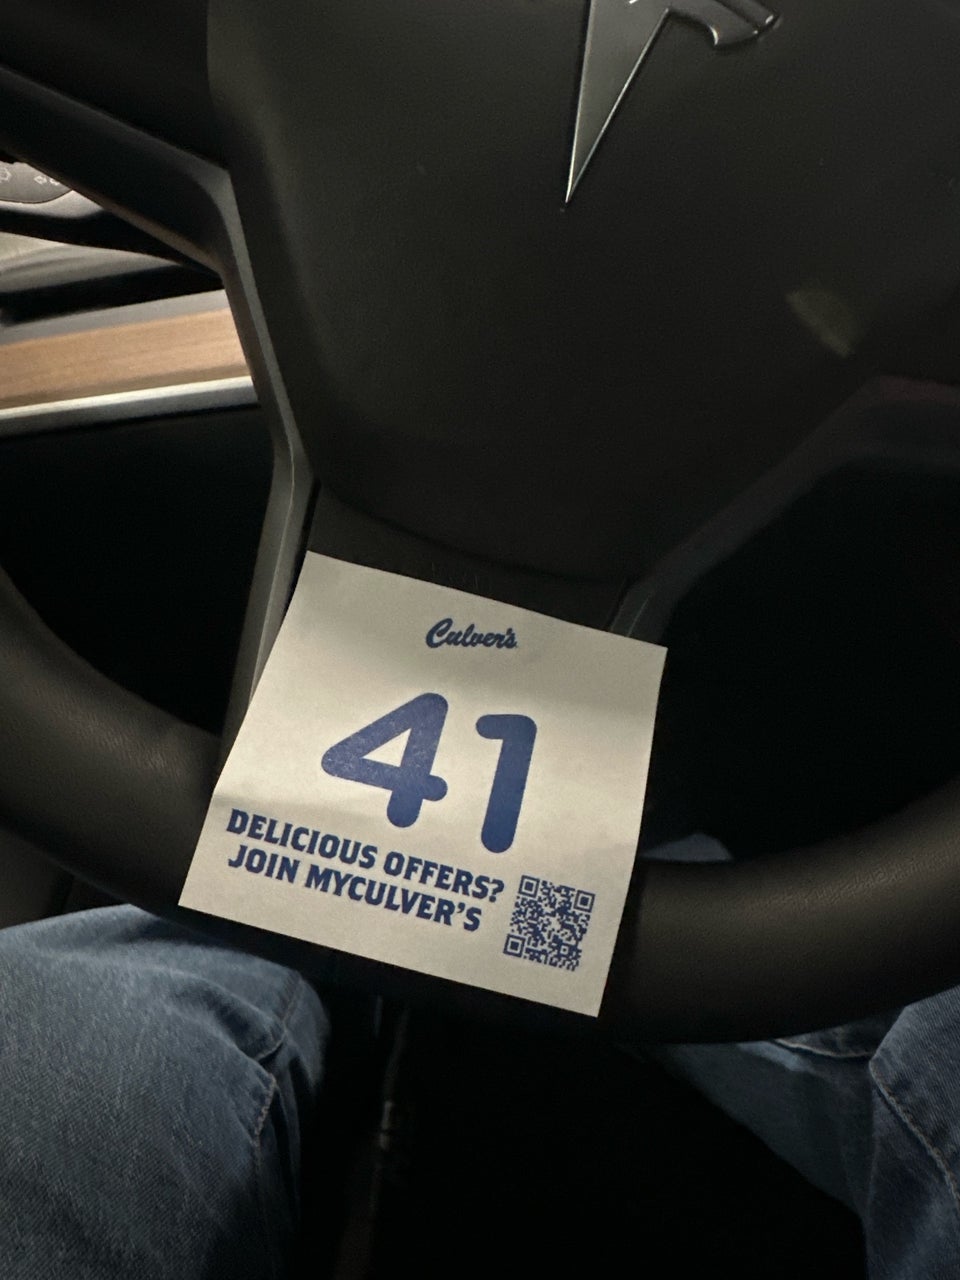 Culver's
41
DELICIOUS OFFERS?
JOIN MYCULVER'S